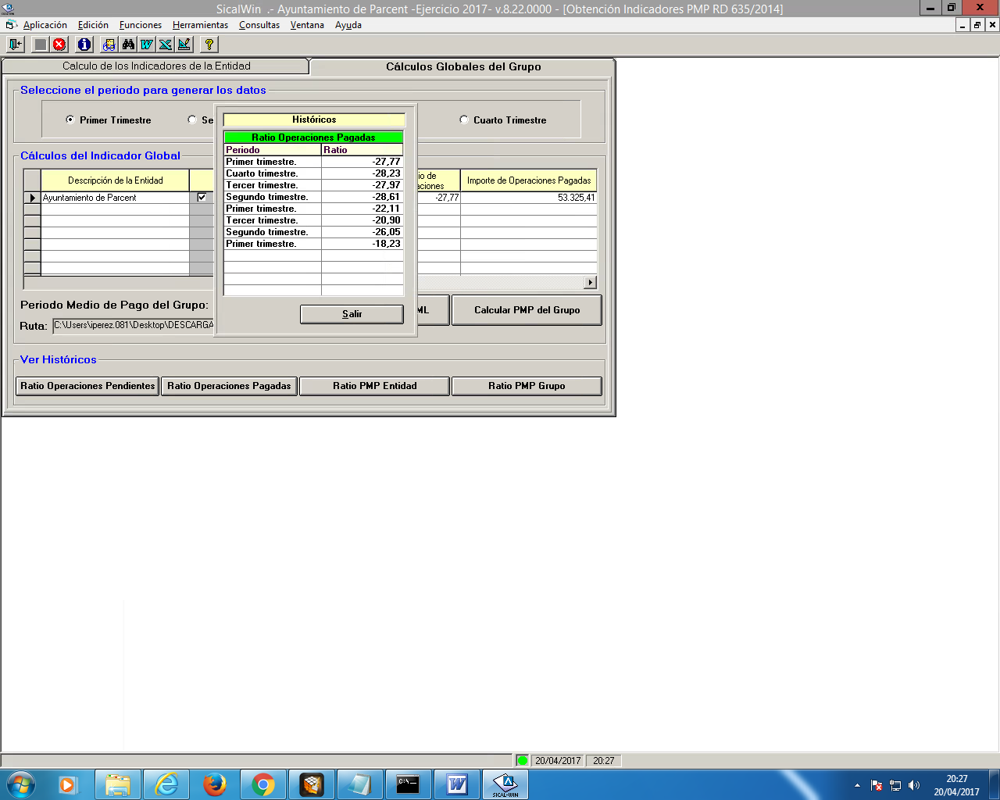 SicalWin .- Ayuntamiento de Parcent -Ejercicio 2017- v.8.22.0000 - [Obtención Indicadores PMP RD 635/2014]
Aplicación Edición Funciones Herramientas Consultas Ventana Ayuda
Calculo de los Indicadores de la Entidad
Cálculos Globales del Grupo
Seleccione el periodo para generar los datos
Primer Trimestre
Se
Cuarto Trimestre
Históricos
Ratio Operaciones Pagadas
Periodo Ratio
Primer trimestre. -27,77
Cuarto trimestre. -28,23
Tercer trimestre. -27,97
Segundo trimestre. -28,61
Primer trimestre. -22,11
Tercer trimestre. -20,90
Segundo trimestre. -26,05
Primer trimestre. -18,23
Salir
Cálculos del Indicador Global
Descripción de la Entidad
io de
aciones
Importe de Operaciones Pagadas
Ayuntamiento de Parcent -27,77 53.325,41
Periodo Medio de Pago del Grupo:
ML
Calcular PMP del Grupo
Ruta: C:\Users\iperez.081\Desktop\DESCARGA
Ver Históricos
Ratio Operaciones Pendientes Ratio Operaciones Pagadas Ratio PMP Entidad Ratio PMP Grupo
20/04/2017 20:27
C:\_
SICAL-WIN
20:27
20/04/2017